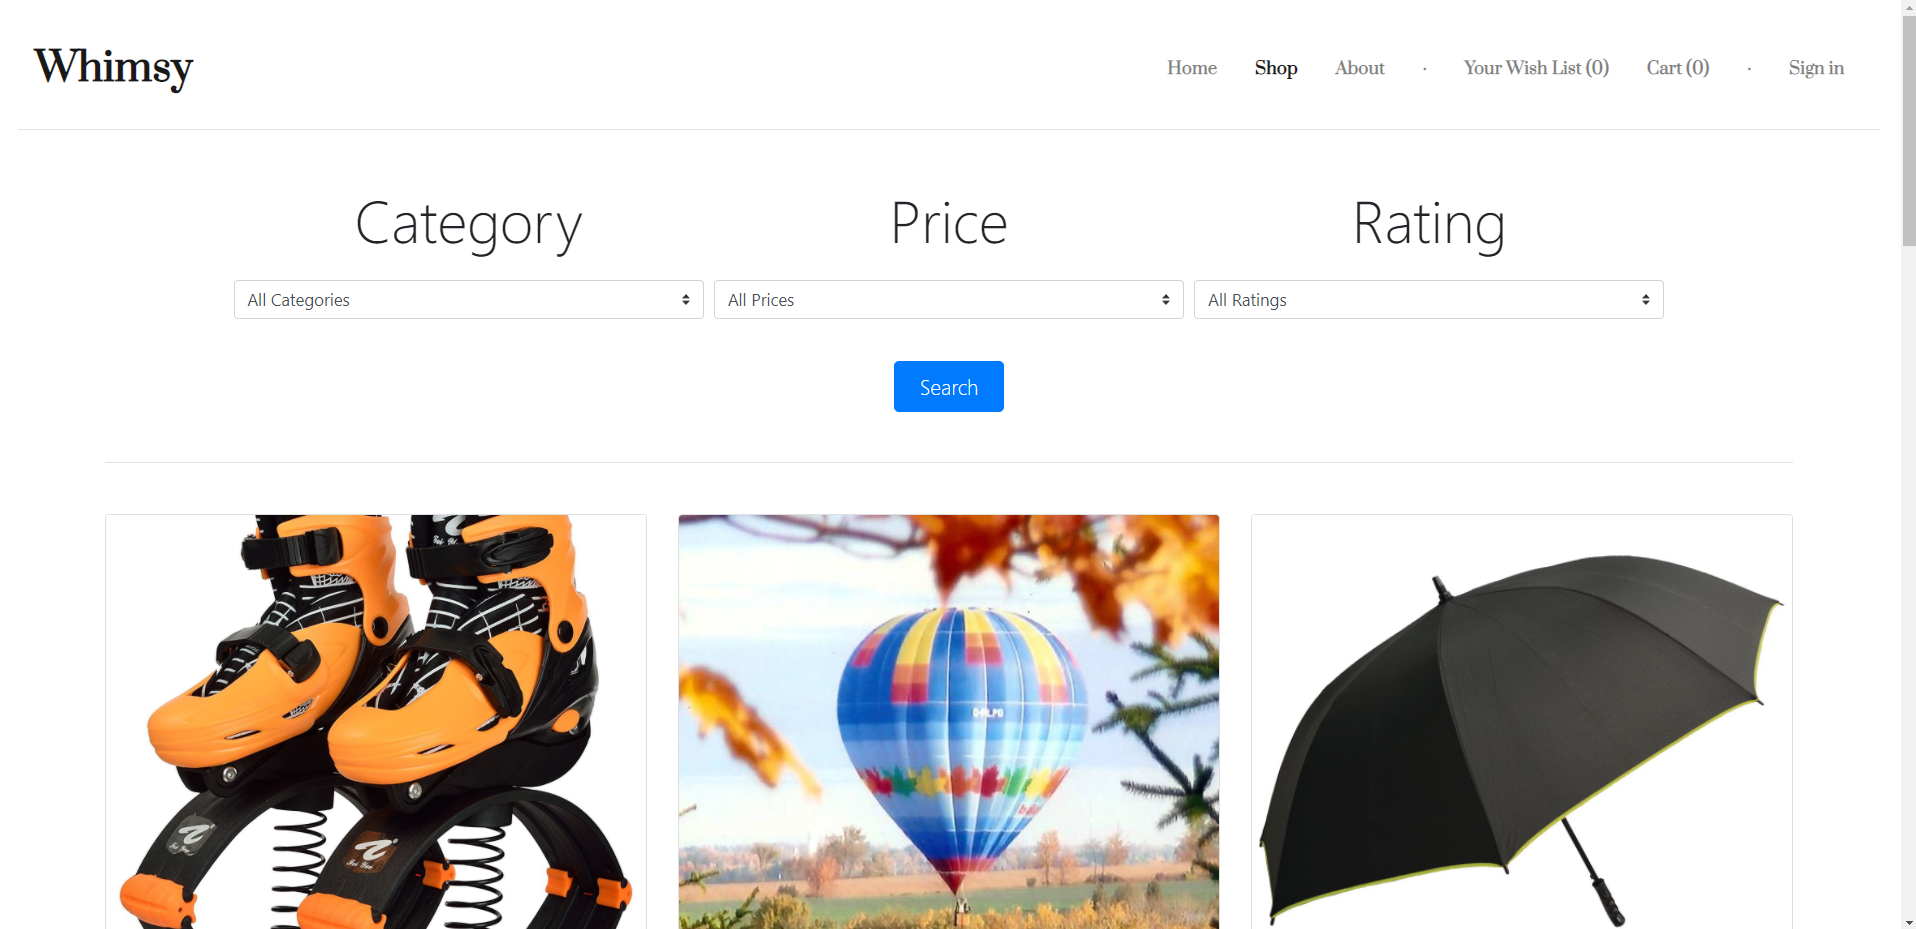 Whimsy
Home Shop About · Your Wish List (0) Cart (0) · Sign in
Category Price Rating
All Categories All Prices All Ratings
Search